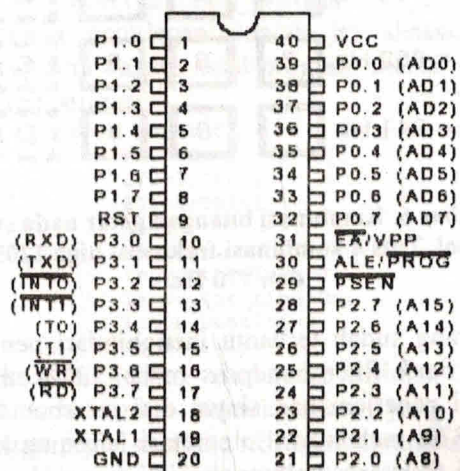 P1.0 1 40 VCC
P1.1 2 39 P0.0 (AD0)
P1.2 3 38 P0.1 (AD1)
P1.3 4 37 P0.2 (AD2)
P1.4 5 36 P0.3 (AD3)
P1.5 6 35 P0.4 (AD4)
P1.6 7 34 P0.5 (AD5)
P1.7 8 33 P0.6 (AD6)
RST 9 32 P0.7 (AD7)
(RXD) P3.0 10 31 EA/VPP
(TXD) P3.1 11 30 ALE/PROG
(INT0) P3.2 12 29 PSEN
(INT1) P3.3 13 28 P2.7 (A15)
(T0) P3.4 14 27 P2.6 (A14)
(T1) P3.5 15 26 P2.5 (A13)
(WR) P3.6 16 25 P2.4 (A12)
(RD) P3.7 17 24 P2.3 (A11)
XTAL2 18 23 P2.2 (A10)
XTAL1 19 22 P2.1 (A9)
GND 20 21 P2.0 (A8)